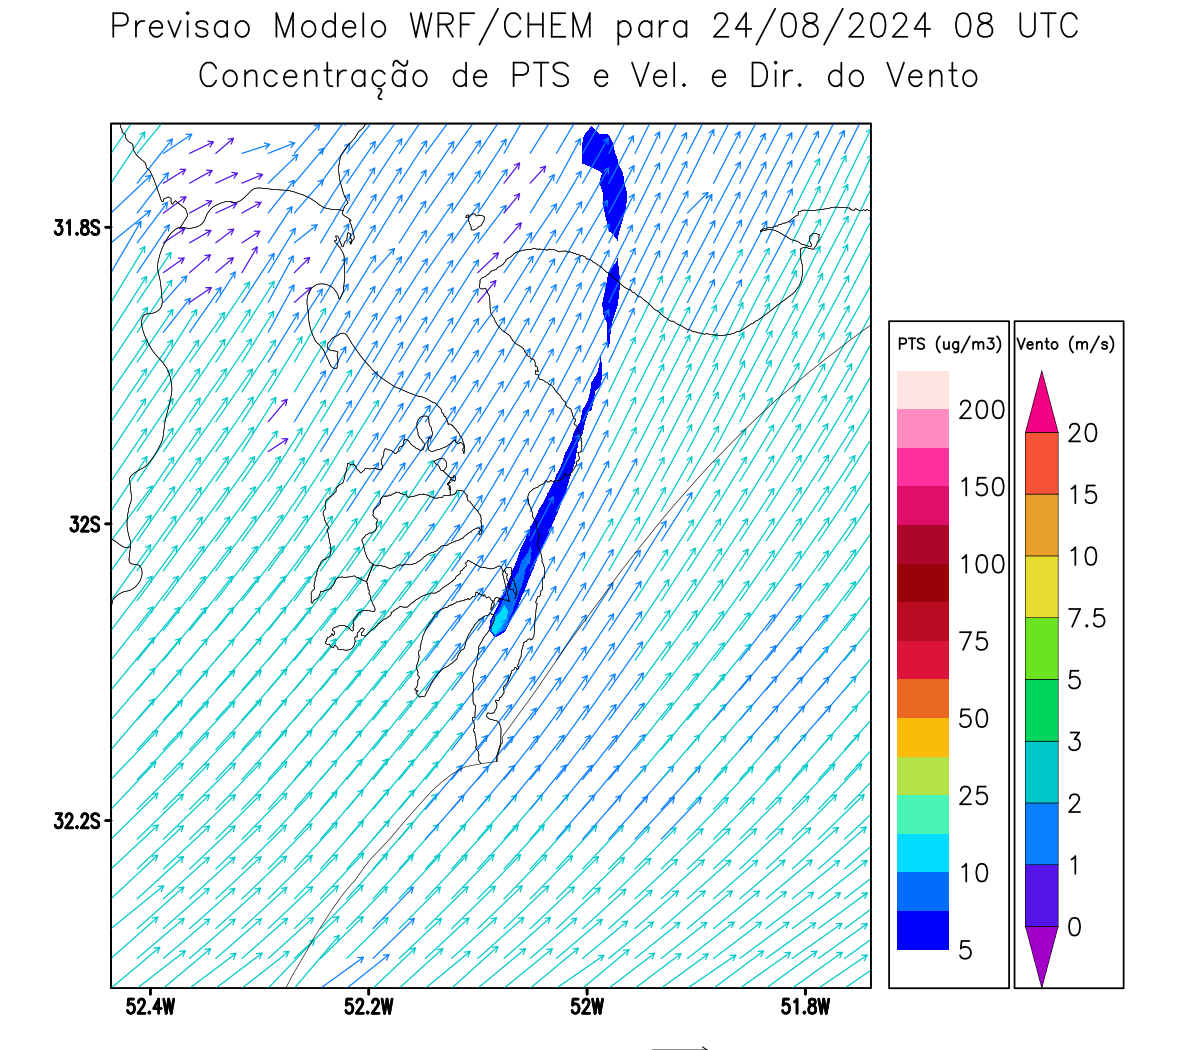 Previsao Modelo WRF/CHEM para 24/08/2024 08 UTC
Concentração de PTS e Vel. e Dir. do Vento
31.8S
32S
32.2S
52.4W 52.2W 52W 51.8W
PTS (ug/m3)
200
150
100
75
50
25
10
5
Vento (m/s)
20
15
10
7.5
5
3
2
1
0